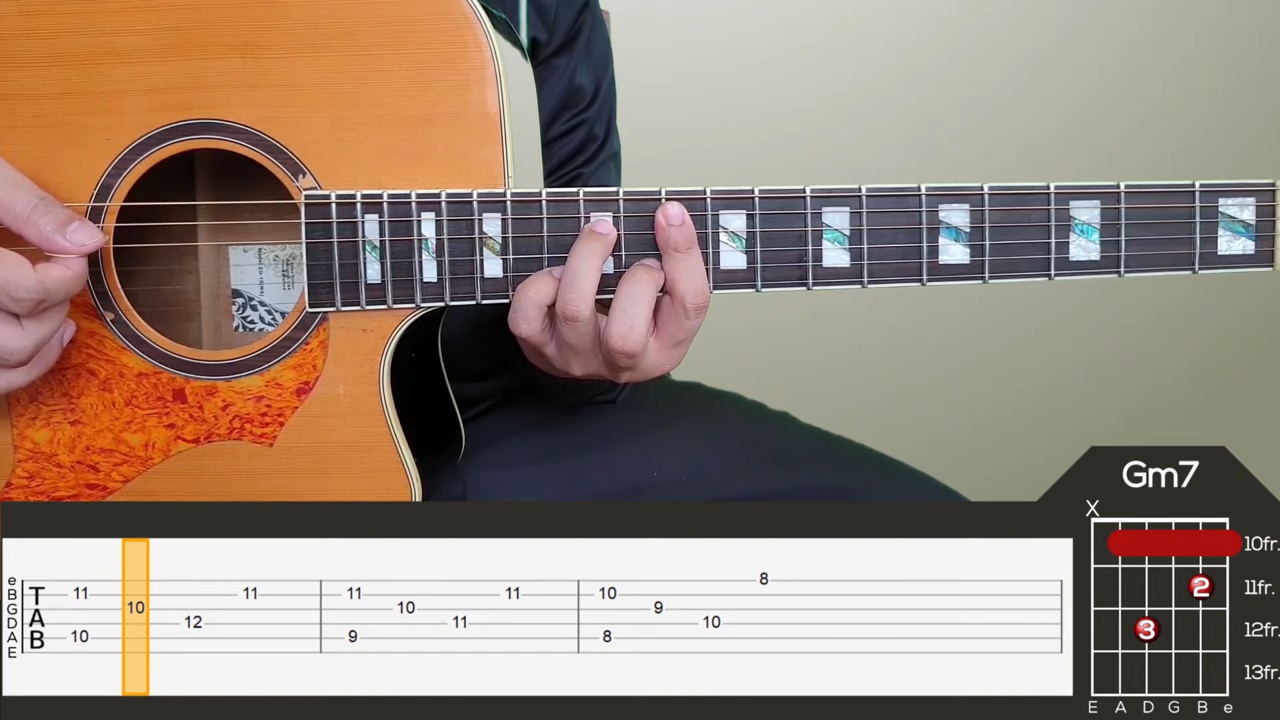 Gm7
X
10fr.
2 11fr.
3 12fr.
13fr.
E A D G B e
e 8
B T 11 11 11 11 10
G 10 10 9
D A 12 11 10
A B 10 9 8
E